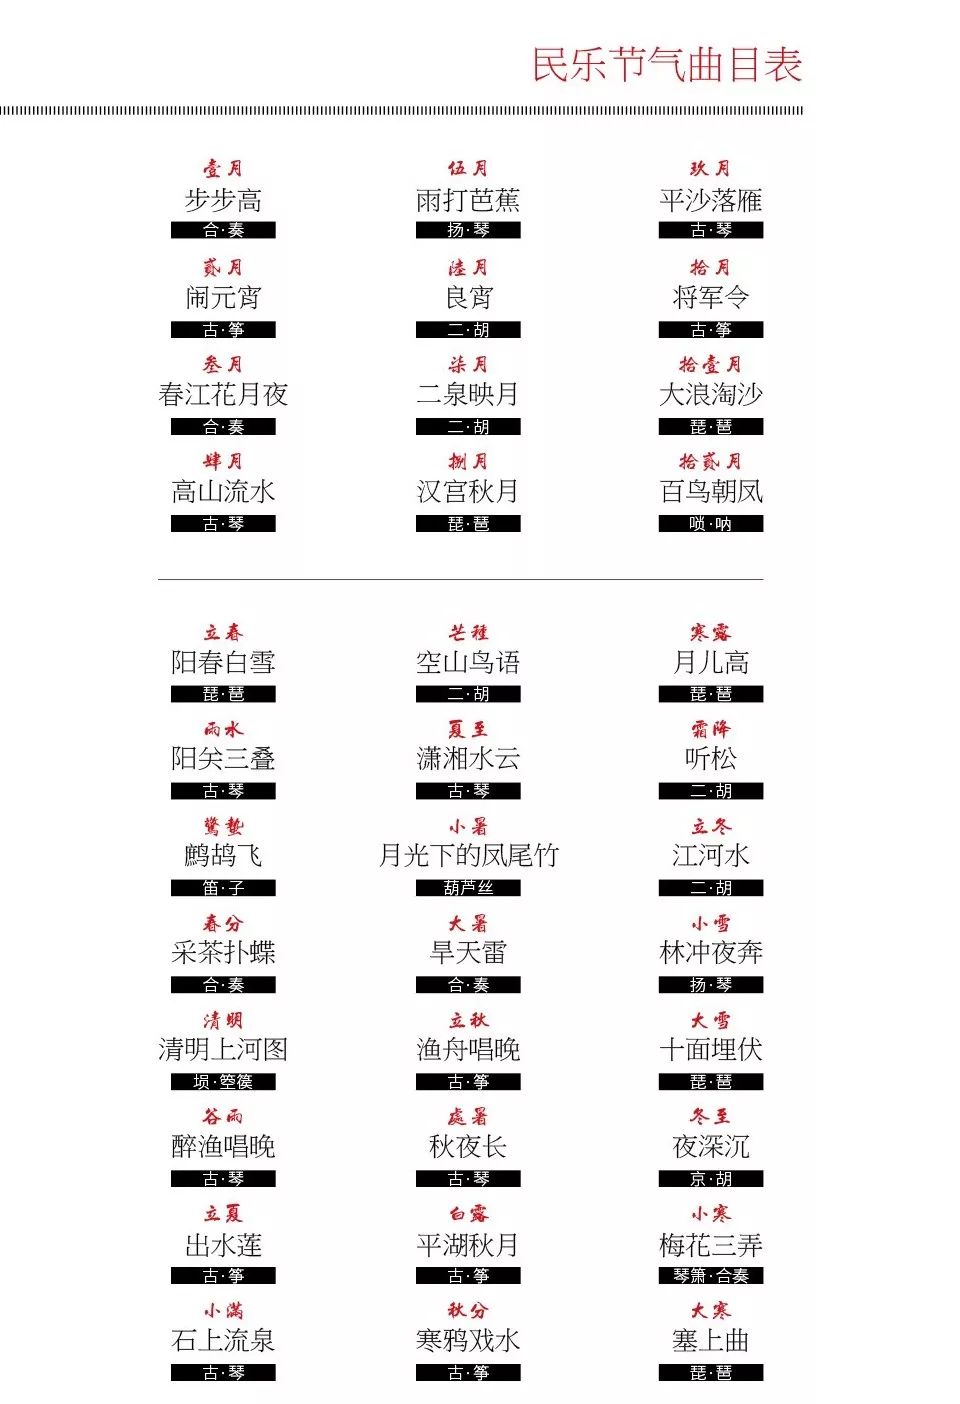 民乐节气曲目表
壹月
步步高
合·奏
贰月
闹元宵
古·筝
叁月
春江花月夜
合·奏
肆月
高山流水
古·琴
伍月
雨打芭蕉
扬·琴
陸月
良宵
二·胡
柒月
二泉映月
二·胡
捌月
汉宫秋月
琵·琶
玖月
平沙落雁
古·琴
拾月
将军令
古·筝
拾壹月
大浪淘沙
琵·琶
拾贰月
百鸟朝凤
唢·呐
立春
阳春白雪
琵·琶
雨水
阳关三叠
古·琴
驚蟄
鹧鸪飞
笛·子
春分
采茶扑蝶
合·奏
清明
清明上河图
埙·箜篌
谷雨
醉渔唱晚
古·琴
立夏
出水莲
古·筝
小滿
石上流泉
古·琴
芒種
空山鸟语
二·胡
夏至
潇湘水云
古·琴
小暑
月光下的凤尾竹
葫芦丝
大暑
旱天雷
合·奏
立秋
渔舟唱晚
古·筝
處暑
秋夜长
古·琴
白露
平湖秋月
古·筝
秋分
寒鸦戏水
古·筝
寒露
月儿高
琵·琶
霜降
听松
二·胡
立冬
江河水
二·胡
小雪
林冲夜奔
扬·琴
大雪
十面埋伏
琵·琶
冬至
夜深沉
京·胡
小寒
梅花三弄
琴箫·合奏
大寒
塞上曲
琵·琶